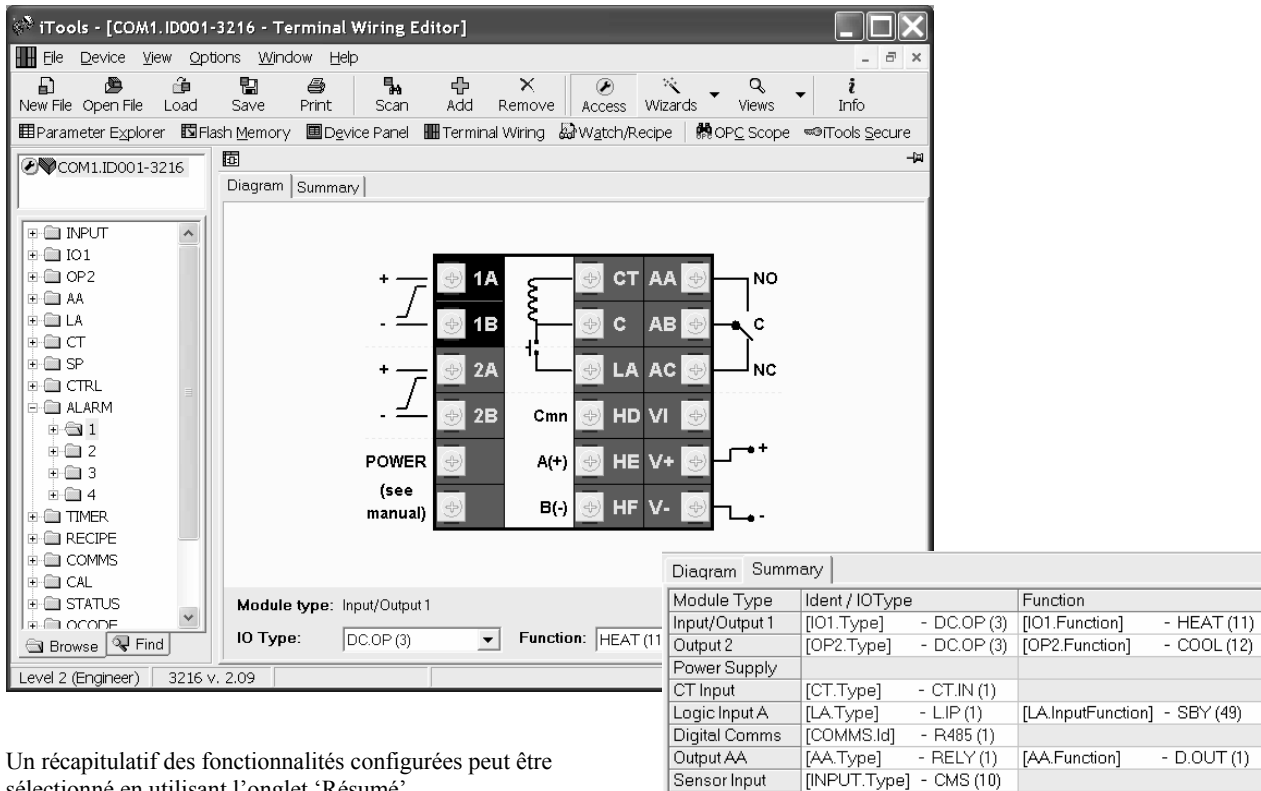 iTools - [COM1.ID001-3216 - Terminal Wiring Editor]
File Device View Options Window Help
New File Open File Load Save Print Scan Add Remove Access Wizards Views Info
Parameter Explorer Flash Memory Device Panel Terminal Wiring Watch/Recipe OPC Scope iTools Secure
COM1.ID001-3216
Diagram Summary
INPUT
IO1
OP2
AA
LA
CT
SP
CTRL
ALARM
1
2
3
4
TIMER
RECIPE
COMMS
CAL
STATUS
OCODE
Browse Find
+ 1A CT AA NO
- 1B C AB C
+ 2A LA AC NC
- 2B Cmn HD VI
POWER A(+) HE V+ +
(see
manual) B(-) HF V- -
Module type: Input/Output 1
IO Type: DC.OP (3) Function: HEAT (11
Level 2 (Engineer) 3216 v. 2.09
Diagram Summary
Module Type Ident / IOType Function
Input/Output 1 [IO1.Type] - DC.OP (3) [IO1.Function] - HEAT (11)
Output 2 [OP2.Type] - DC.OP (3) [OP2.Function] - COOL (12)
Power Supply
CT Input [CT.Type] - CT.IN (1)
Logic Input A [LA.Type] - L.IP (1) [LA.InputFunction] - SBY (49)
Digital Comms [COMMS.Id] - R485 (1)
Output AA [AA.Type] - RELY (1) [AA.Function] - D.OUT (1)
Sensor Input [INPUT.Type] - CMS (10)
Un récapitulatif des fonctionnalités configurées peut être
sélectionné en utilisant l'onglet 'Résumé'